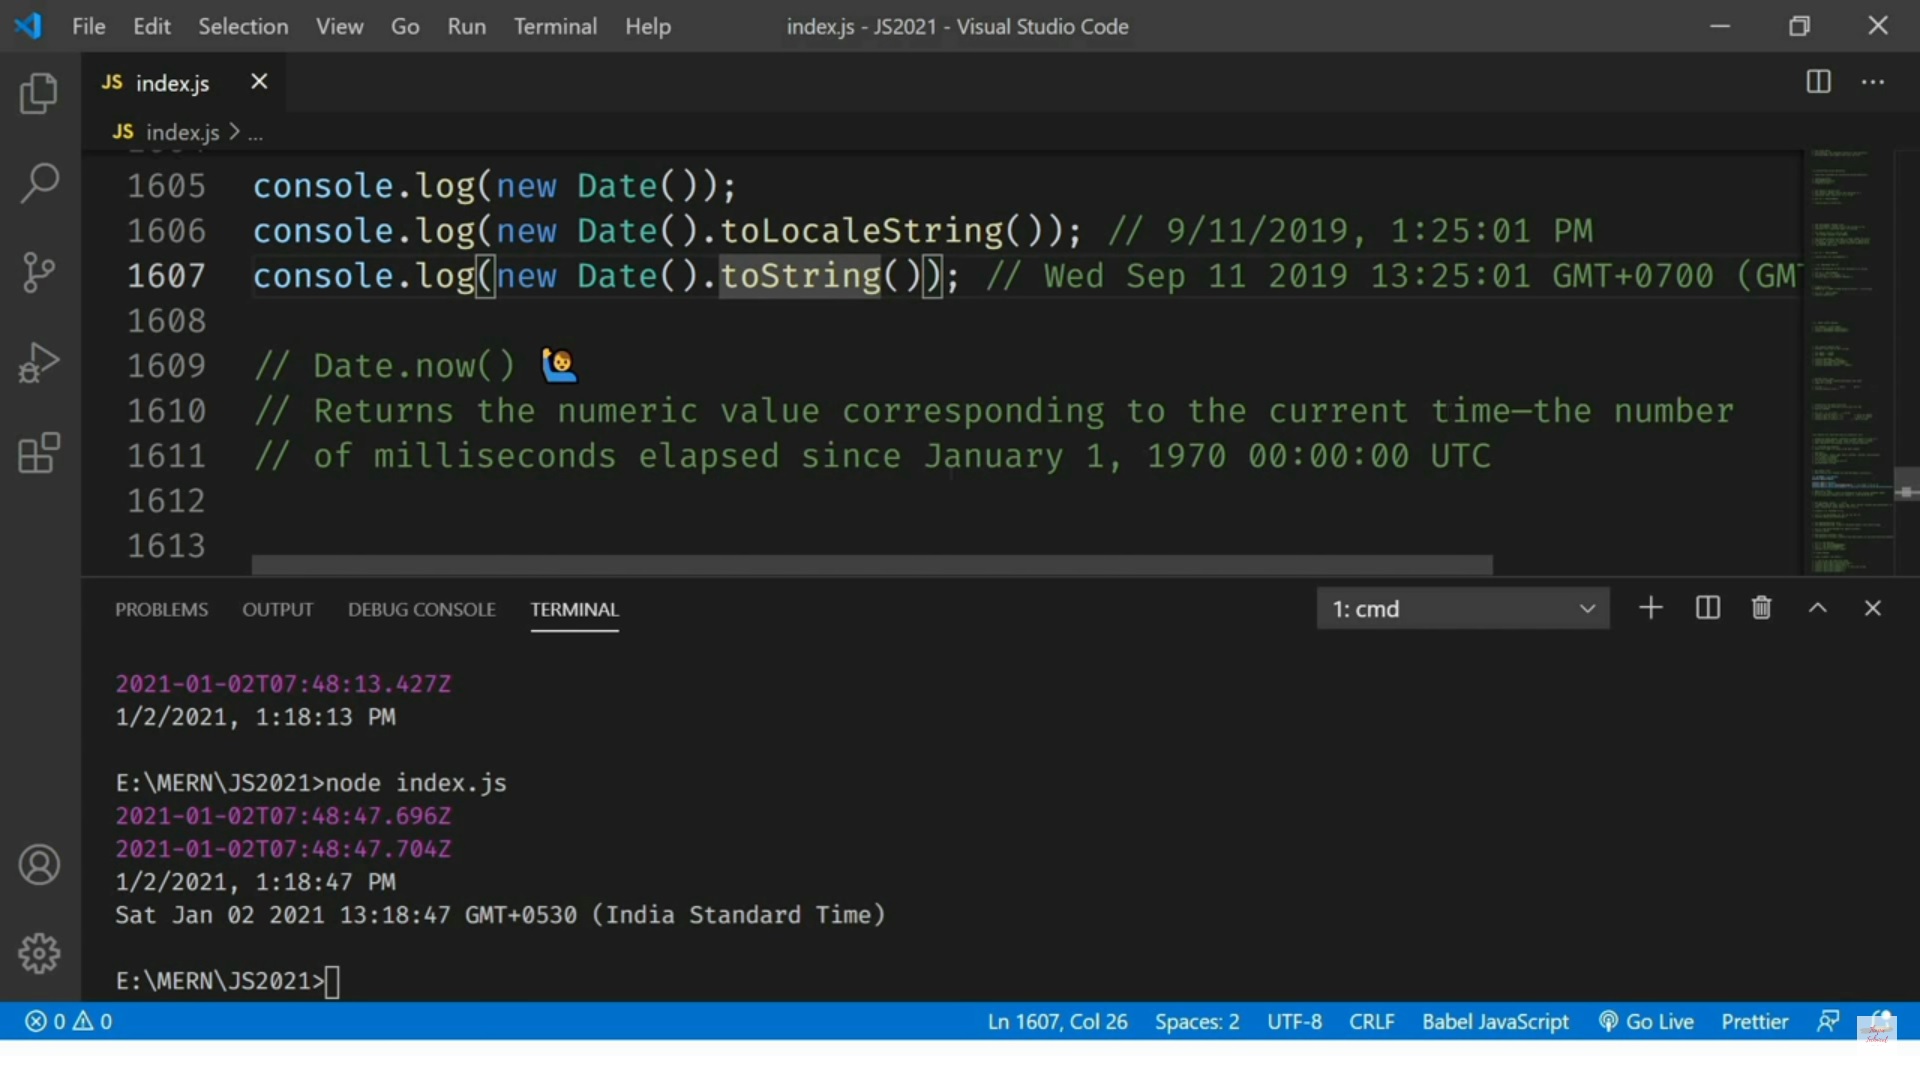 File Edit Selection View Go Run Terminal Help index.js - JS2021 - Visual Studio Code
JS index.js
JS index.js > ...
1605 console.log(new Date());
1606 console.log(new Date().toLocaleString()); // 9/11/2019, 1:25:01 PM
1607 console.log(new Date().toString()); // Wed Sep 11 2019 13:25:01 GMT+0700 (GM
1608
1609 // Date.now() 🙋‍♂️
1610 // Returns the numeric value corresponding to the current time—the number
1611 // of milliseconds elapsed since January 1, 1970 00:00:00 UTC
1612
1613
PROBLEMS OUTPUT DEBUG CONSOLE TERMINAL 1: cmd
2021-01-02T07:48:13.427Z
1/2/2021, 1:18:13 PM
E:\MERN\JS2021>node index.js
2021-01-02T07:48:47.696Z
2021-01-02T07:48:47.704Z
1/2/2021, 1:18:47 PM
Sat Jan 02 2021 13:18:47 GMT+0530 (India Standard Time)
E:\MERN\JS2021>
0 0 Ln 1607, Col 26 Spaces: 2 UTF-8 CRLF Babel JavaScript Go Live Prettier